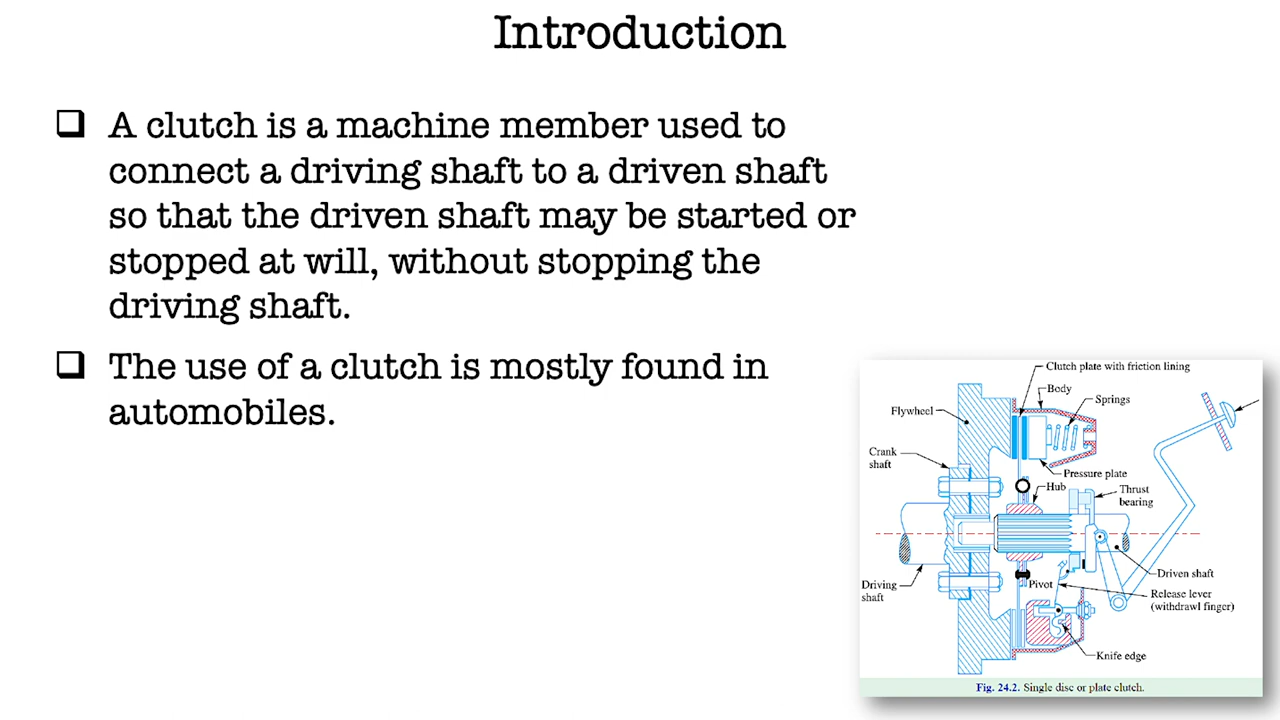 Introduction
❑ A clutch is a machine member used to
connect a driving shaft to a driven shaft
so that the driven shaft may be started or
stopped at will, without stopping the
driving shaft.
❑ The use of a clutch is mostly found in
automobiles.
Clutch plate with friction lining
Body
Springs
Flywheel
Crank
shaft
Pressure plate
Hub
Thrust
bearing
Driving
shaft
Pivot
Driven shaft
Release lever
(withdrawl finger)
Knife edge
Fig. 24.2. Single disc or plate clutch.